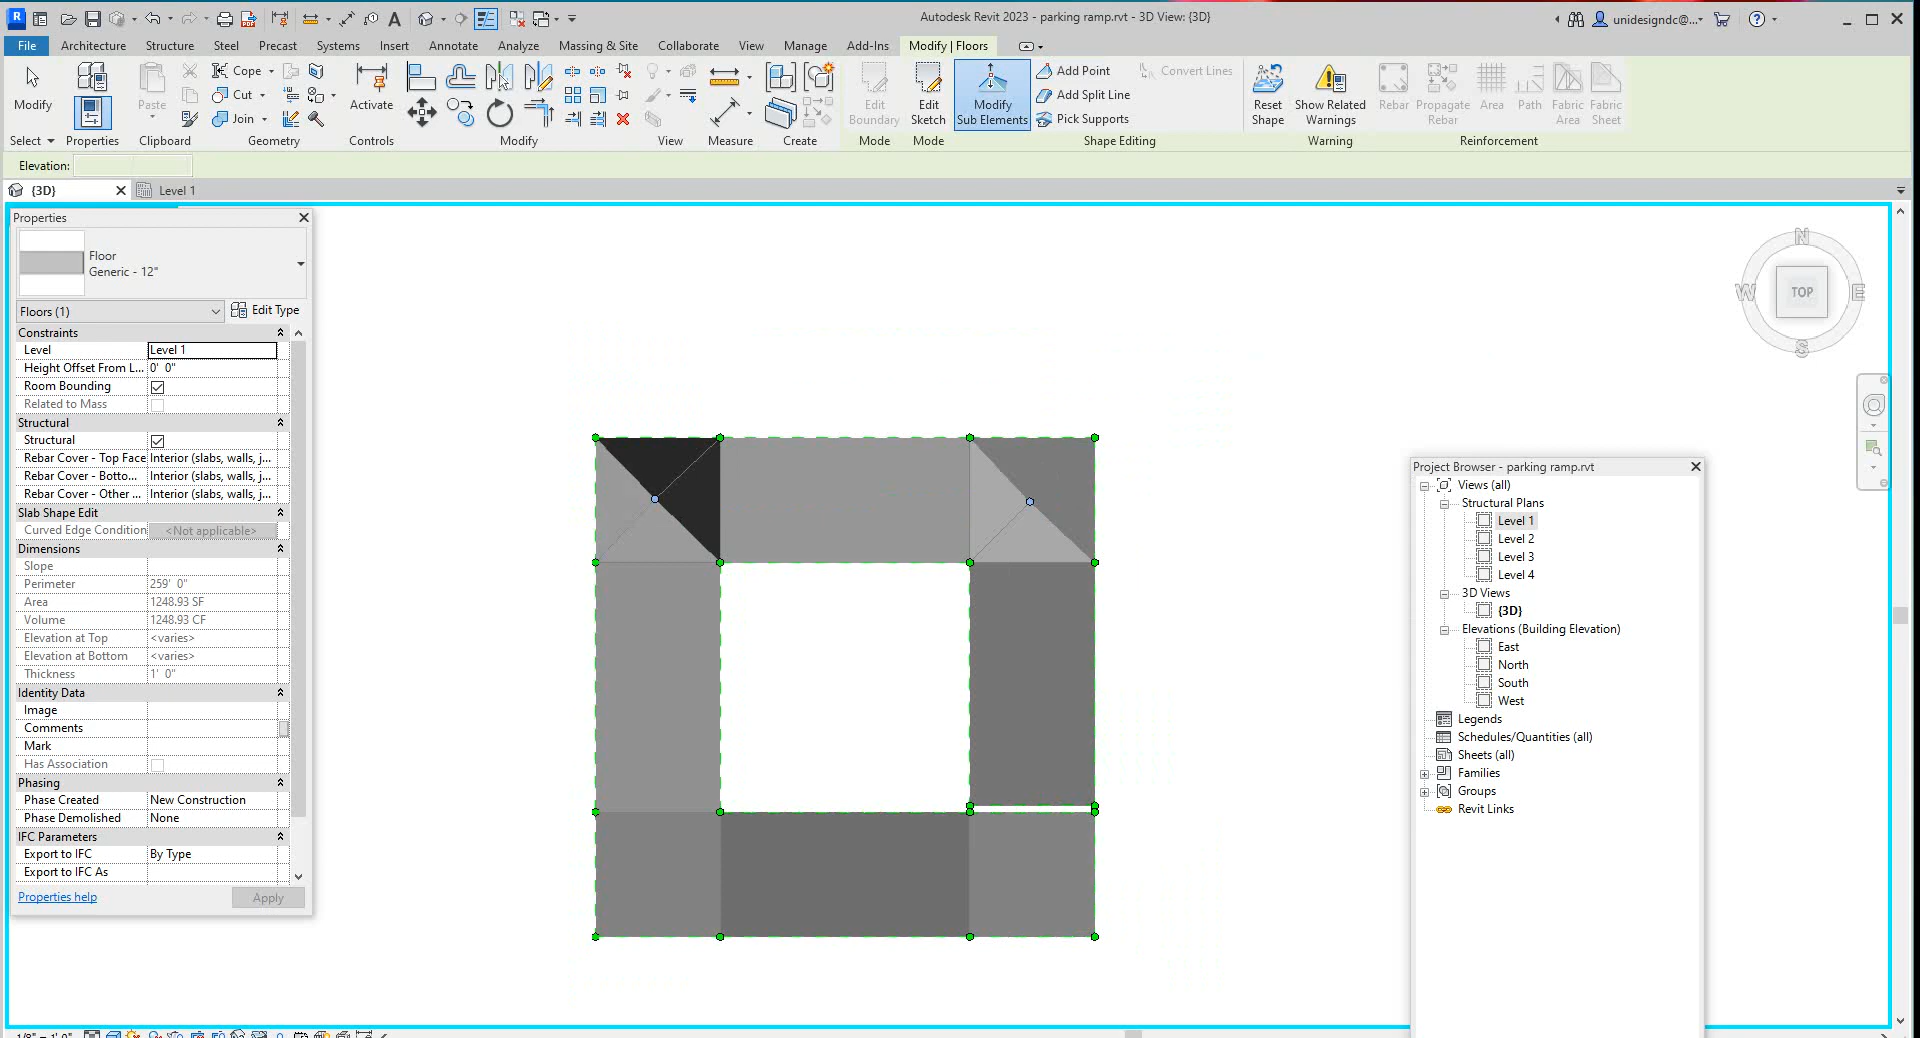 Autodesk Revit 2023 - parking ramp.rvt - 3D View: {3D}
unidesigndc@...
File Architecture Structure Steel Precast Systems Insert Annotate Analyze Massing & Site Collaborate View Manage Add-Ins Modify | Floors
Modify
Paste
Cope
Cut
Join
Activate
Edit Boundary
Edit Sketch
Modify Sub Elements
Add Point
Add Split Line
Pick Supports
Convert Lines
Reset Shape
Show Related Warnings
Rebar
Propagate Rebar
Area
Path
Fabric Area
Fabric Sheet
Select Properties Clipboard Geometry Controls Modify View Measure Create Mode Mode Shape Editing Warning Reinforcement
Elevation:
{3D} Level 1
Properties
Floor
Generic - 12"
Floors (1) Edit Type
Constraints
Level Level 1
Height Offset From L... 0' 0"
Room Bounding
Related to Mass
Structural
Structural
Rebar Cover - Top Face Interior (slabs, walls, j...
Rebar Cover - Botto... Interior (slabs, walls, j...
Rebar Cover - Other ... Interior (slabs, walls, j...
Slab Shape Edit
Curved Edge Condition <Not applicable>
Dimensions
Slope
Perimeter 259' 0"
Area 1248.93 SF
Volume 1248.93 CF
Elevation at Top <varies>
Elevation at Bottom <varies>
Thickness 1' 0"
Identity Data
Image
Comments
Mark
Has Association
Phasing
Phase Created New Construction
Phase Demolished None
IFC Parameters
Export to IFC By Type
Export to IFC As
Properties help Apply
N
W TOP E
S
Project Browser - parking ramp.rvt
Views (all)
Structural Plans
Level 1
Level 2
Level 3
Level 4
3D Views
{3D}
Elevations (Building Elevation)
East
North
South
West
Legends
Schedules/Quantities (all)
Sheets (all)
Families
Groups
Revit Links
1/8" = 1'-0"